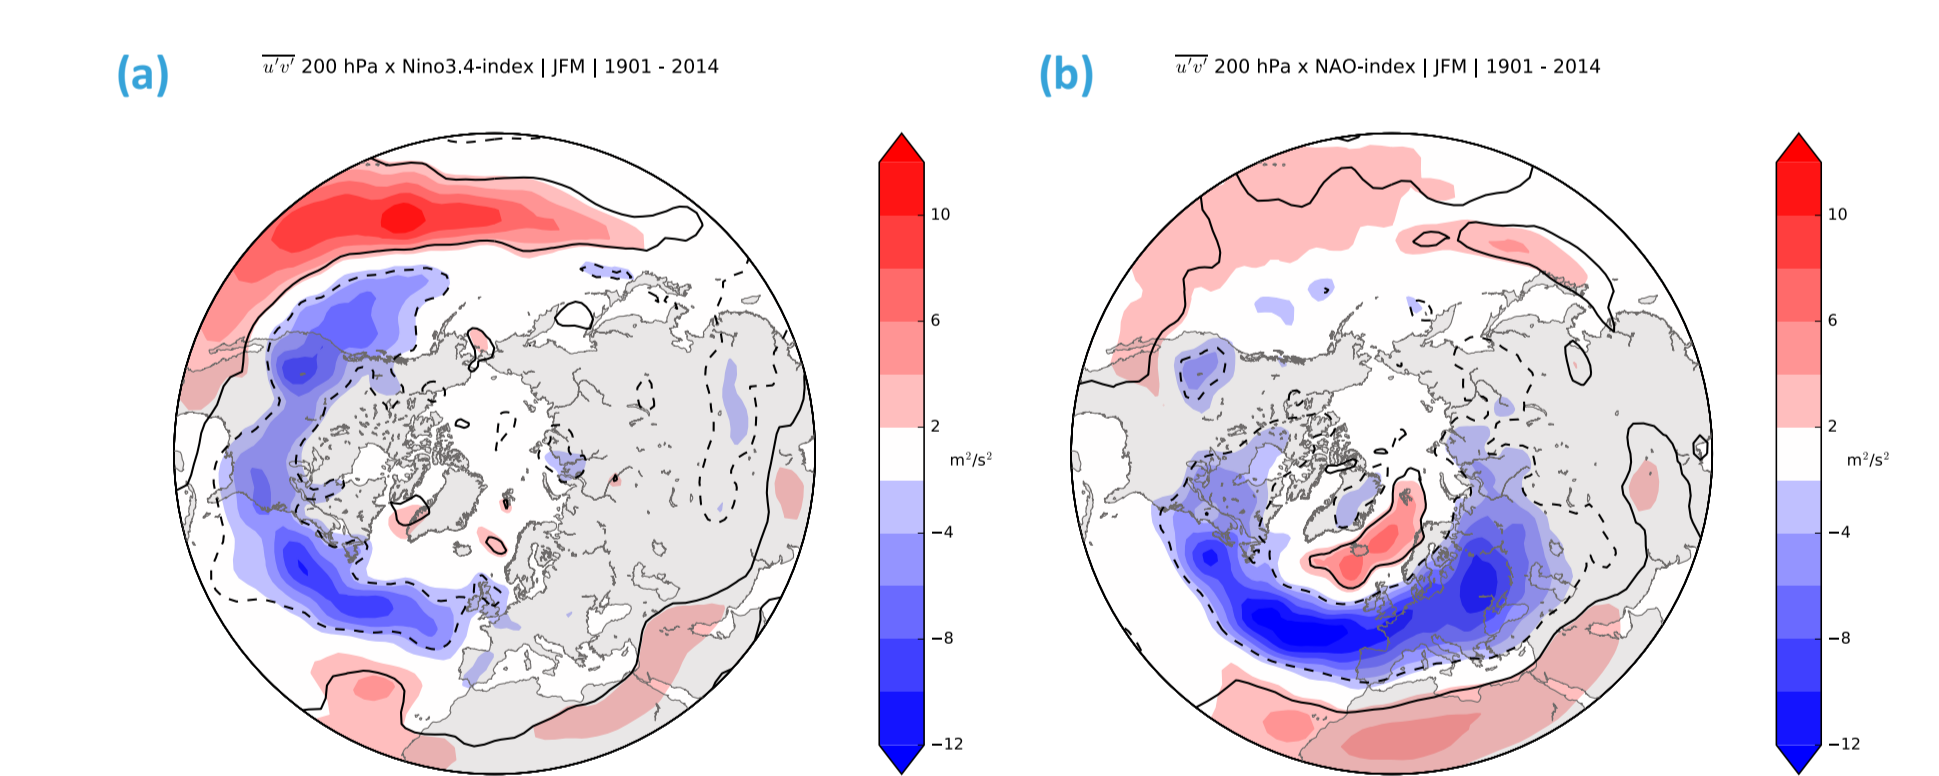 (a)
u′v′ 200 hPa x Nino3.4-index | JFM | 1901 - 2014
10
6
2
m²/s²
−4
−8
−12
(b)
u′v′ 200 hPa x NAO-index | JFM | 1901 - 2014
10
6
2
m²/s²
−4
−8
−12